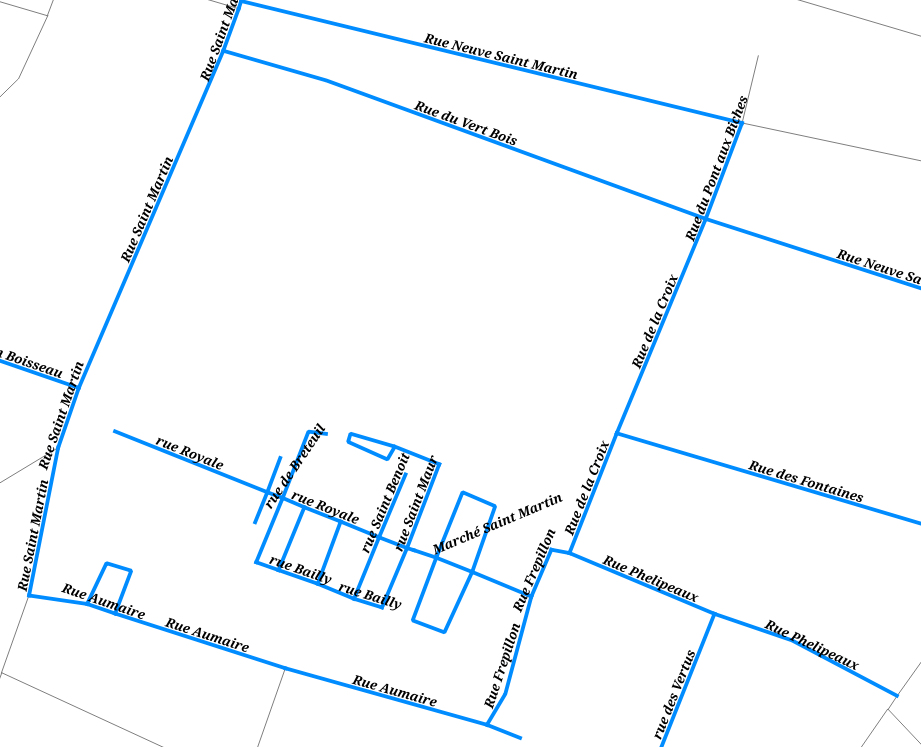 Rue Saint Ma
Rue Neuve Saint Martin
Rue du Vert Bois
Rue du Pont aux Biches
Rue Saint Martin
Rue Neuve Sa
Rue de la Croix
Boisseau
Rue Saint Martin
rue Royale
rue de Breteuil
rue Royale
rue Saint Benoit
rue Saint Maur
Marché Saint Martin
Rue de la Croix
Rue des Fontaines
Rue Saint Martin
Rue Aumaire
rue Bailly
rue Bailly
Rue Frepillon
Rue Phelipeaux
Rue Phelipeaux
Rue Aumaire
Rue Aumaire
Rue Frepillon
rue des Vertus